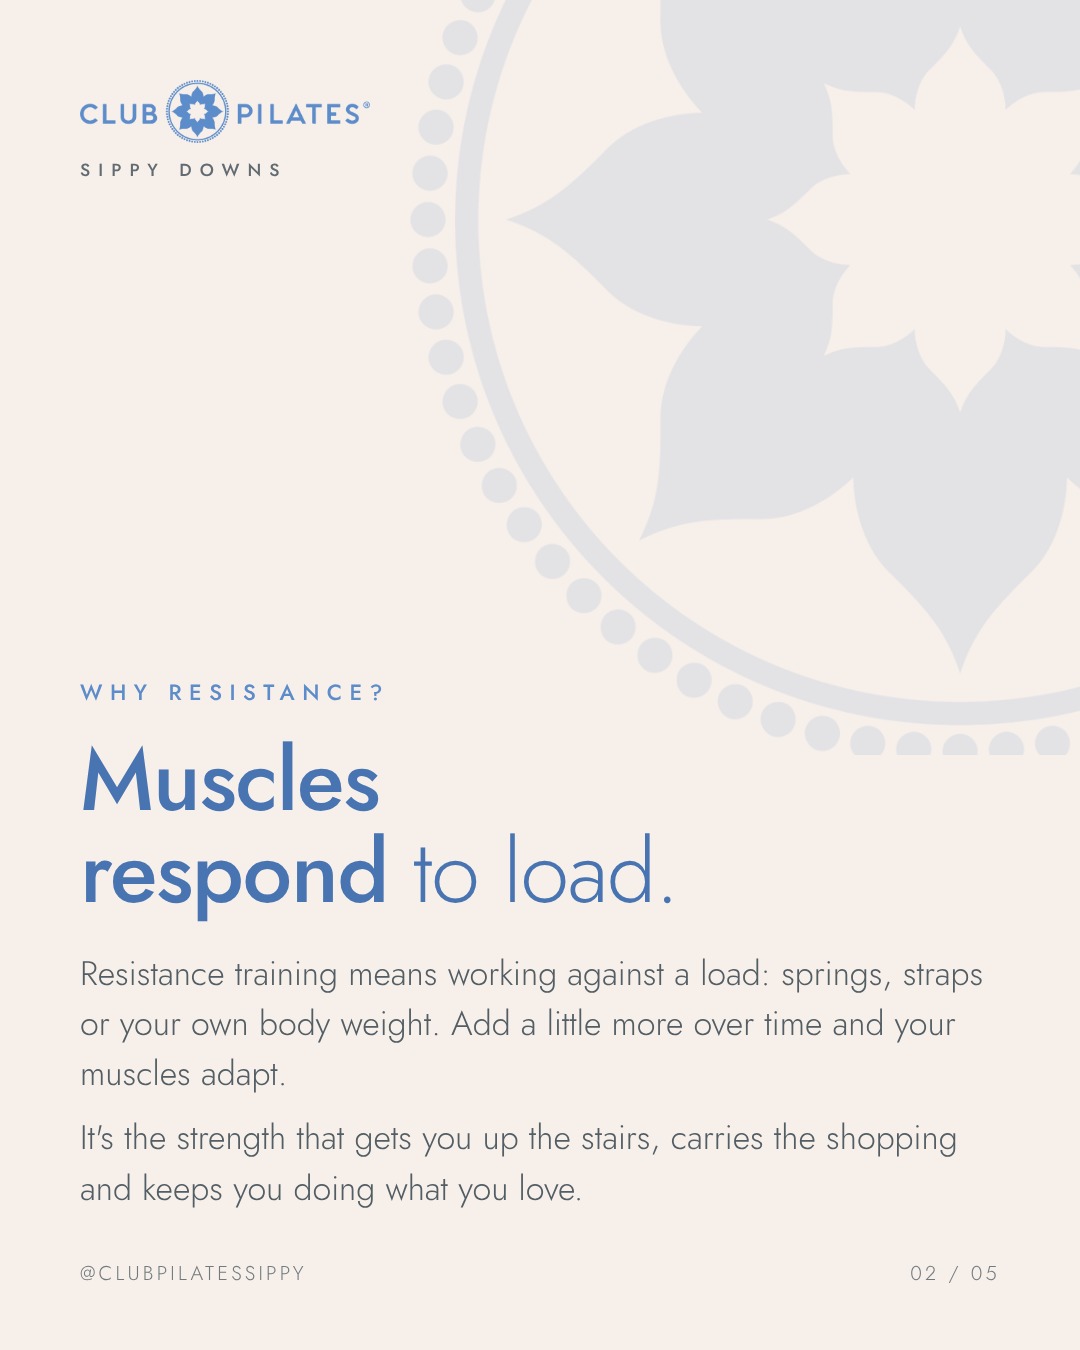 CLUB PILATES®
SIPPY DOWNS
WHY RESISTANCE?
Muscles
respond to load.
Resistance training means working against a load: springs, straps
or your own body weight. Add a little more over time and your
muscles adapt.
It's the strength that gets you up the stairs, carries the shopping
and keeps you doing what you love.
@CLUBPILATESSIPPY
02 / 05